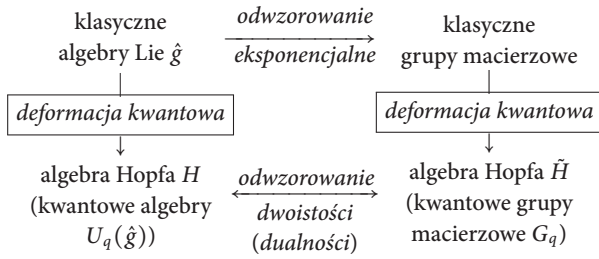 klasyczne
algebry Lie ĝ
odwzorowanie
eksponencjalne
klasyczne
grupy macierzowe
deformacja kwantowa
deformacja kwantowa
algebra Hopfa H
(kwantowe algebry
U_q(ĝ))
odwzorowanie
dwoistości
(dualności)
algebra Hopfa H̃
(kwantowe grupy
macierzowe G_q)